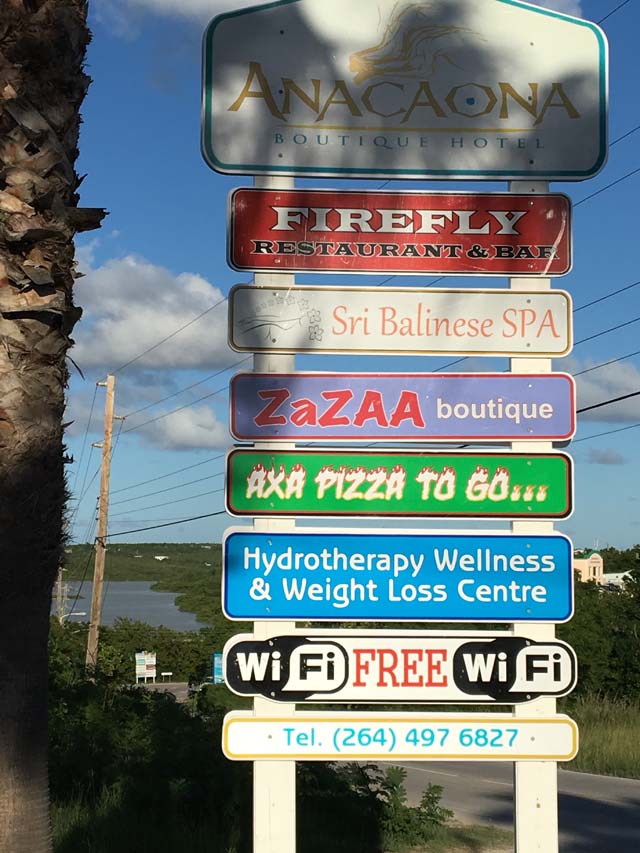 ANACAONA
BOUTIQUE HOTEL
FIREFLY
RESTAURANT & BAR
Sri Balinese SPA
ZaZAA boutique
AXA PIZZA TO GO...
Hydrotherapy Wellness
& Weight Loss Centre
Wi Fi FREE Wi Fi
Tel. (264) 497 6827